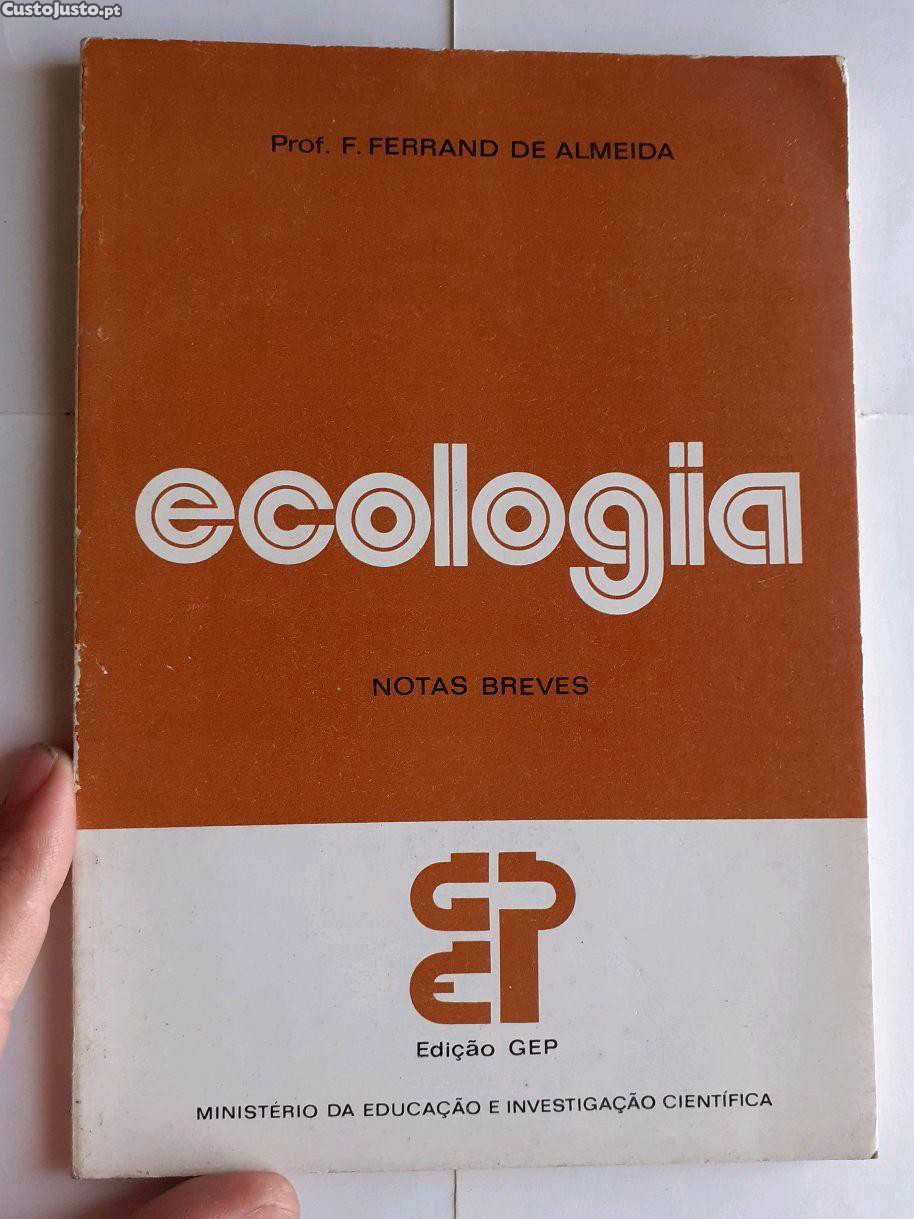 CustoJusto.pt
Prof. F. FERRAND DE ALMEIDA
ecologia
NOTAS BREVES
GEP
Edição GEP
MINISTÉRIO DA EDUCAÇÃO E INVESTIGAÇÃO CIENTÍFICA